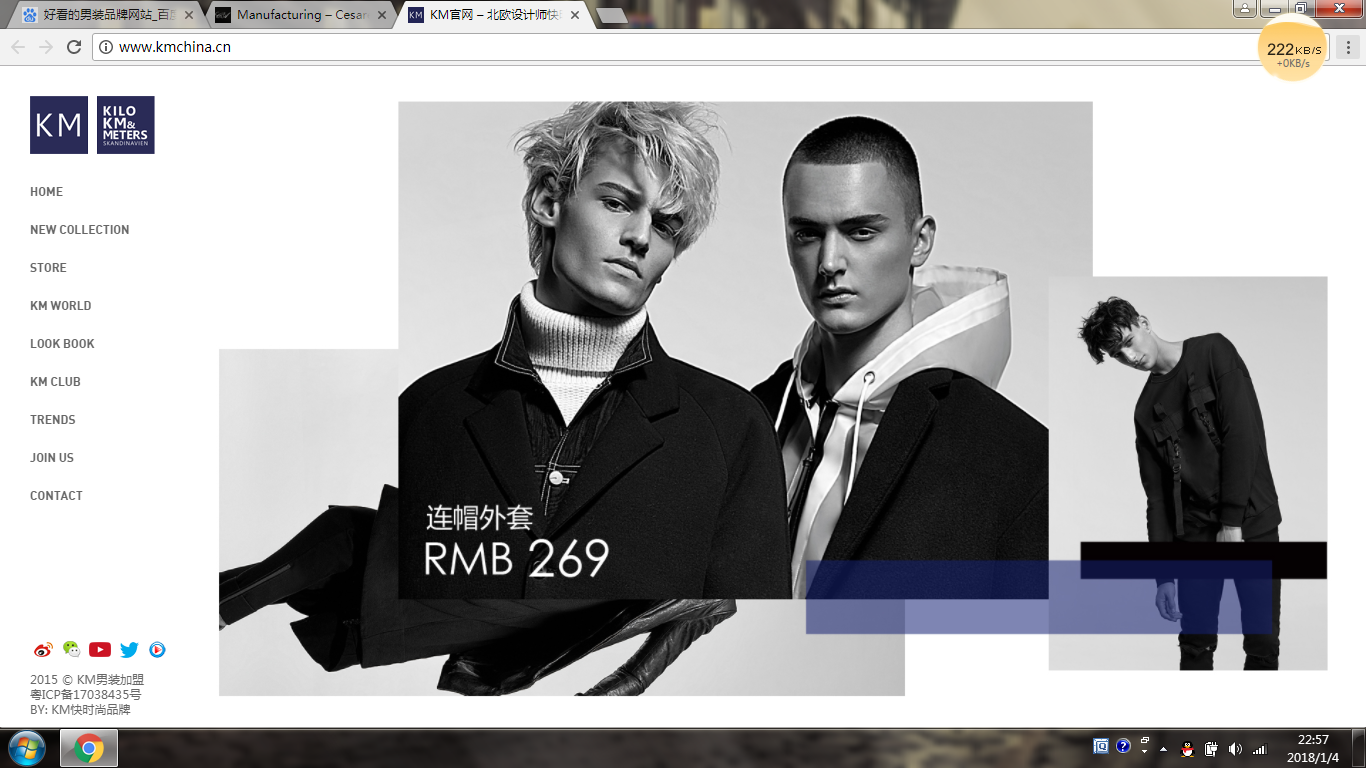 好看的男装品牌网站_百度
Manufacturing – Cesare
KM官网 – 北欧设计师快时
www.kmchina.cn
222KB/S
+0KB/s
KM
KILO
KM&
METERS
SKANDINAVIEN
HOME
NEW COLLECTION
STORE
KM WORLD
LOOK BOOK
KM CLUB
TRENDS
JOIN US
CONTACT
连帽外套
RMB 269
2015 © KM男装加盟
粤ICP备17038435号
BY: KM快时尚品牌
22:57
2018/1/4